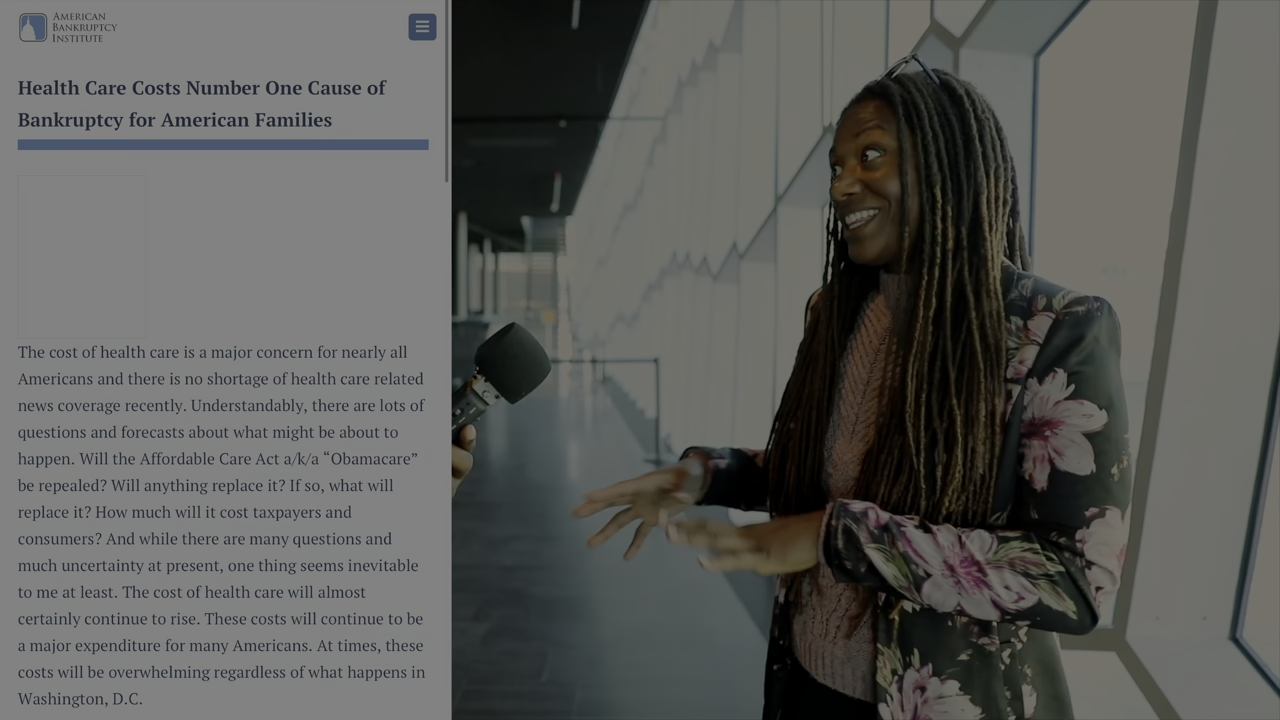 AMERICAN
BANKRUPTCY
INSTITUTE
Health Care Costs Number One Cause of
Bankruptcy for American Families
The cost of health care is a major concern for nearly all
Americans and there is no shortage of health care related
news coverage recently. Understandably, there are lots of
questions and forecasts about what might be about to
happen. Will the Affordable Care Act a/k/a “Obamacare”
be repealed? Will anything replace it? If so, what will
replace it? How much will it cost taxpayers and
consumers? And while there are many questions and
much uncertainty at present, one thing seems inevitable
to me at least. The cost of health care will almost
certainly continue to rise. These costs will continue to be
a major expenditure for many Americans. At times, these
costs will be overwhelming regardless of what happens in
Washington, D.C.